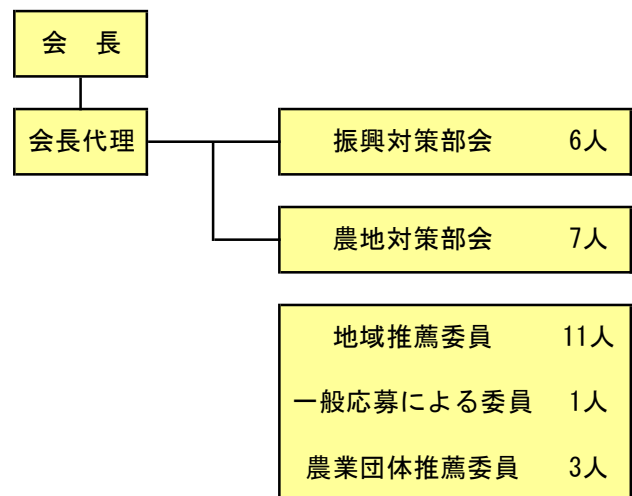 会　長
会長代理
振興対策部会　　6人
農地対策部会　　7人
地域推薦委員　　11人
一般応募による委員　1人
農業団体推薦委員　　3人